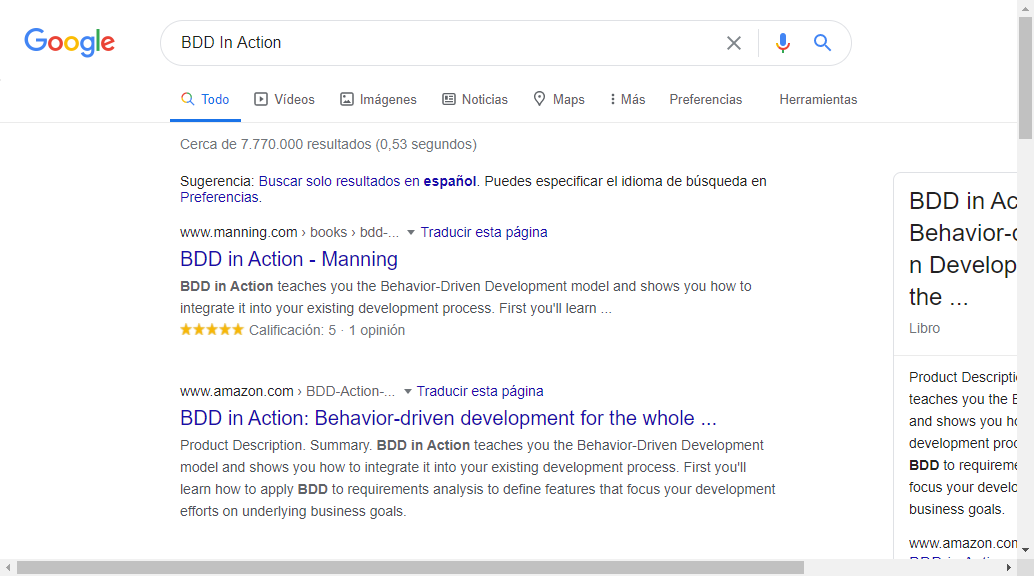 Google
BDD In Action
Todo Vídeos Imágenes Noticias Maps Más Preferencias Herramientas
Cerca de 7.770.000 resultados (0,53 segundos)
Sugerencia: Buscar solo resultados en español. Puedes especificar el idioma de búsqueda en
Preferencias.
www.manning.com › books › bdd-... Traducir esta página
BDD in Action - Manning
BDD in Action teaches you the Behavior-Driven Development model and shows you how to
integrate it into your existing development process. First you'll learn ...
Calificación: 5 · 1 opinión
www.amazon.com › BDD-Action-... Traducir esta página
BDD in Action: Behavior-driven development for the whole ...
Product Description. Summary. BDD in Action teaches you the Behavior-Driven Development
model and shows you how to integrate it into your existing development process. First you'll
learn how to apply BDD to requirements analysis to define features that focus your development
efforts on underlying business goals.
BDD in Ac
Behavior-
n Develop
the ...
Libro
Product Descripti
teaches you the
and shows you
development proc
BDD to requirem
focus your develo
business goals.
www.amazon.com